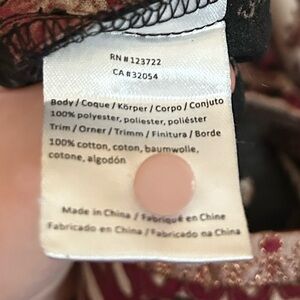 RN#123722
CA#32054
Body / Coque / Körper / Corpo / Conjuto
100% polyester, poliester, poliéster
Trim / Orner / Trimm / Finitura / Borde
100% cotton, coton, baumwolle,
cotone, algodón
Made in China / Fabriqué en Chine
Fabricado en China / Fabricado na China